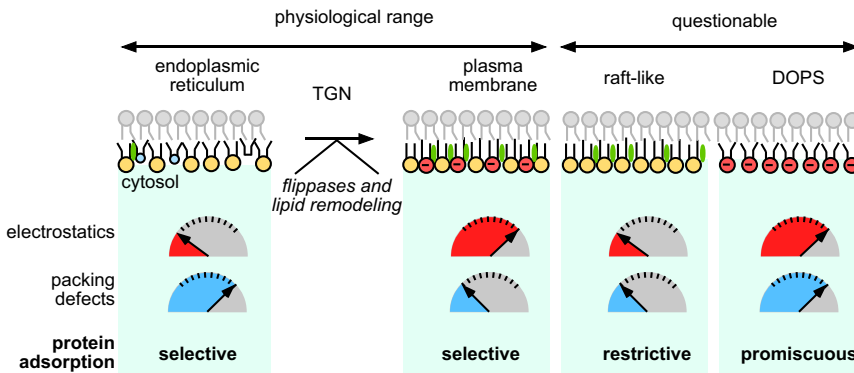 physiological range
questionable
endoplasmic
reticulum
TGN
plasma
membrane
raft-like
DOPS
cytosol
flippases and
lipid remodeling
electrostatics
packing
defects
protein
adsorption
selective
selective
restrictive
promiscuous